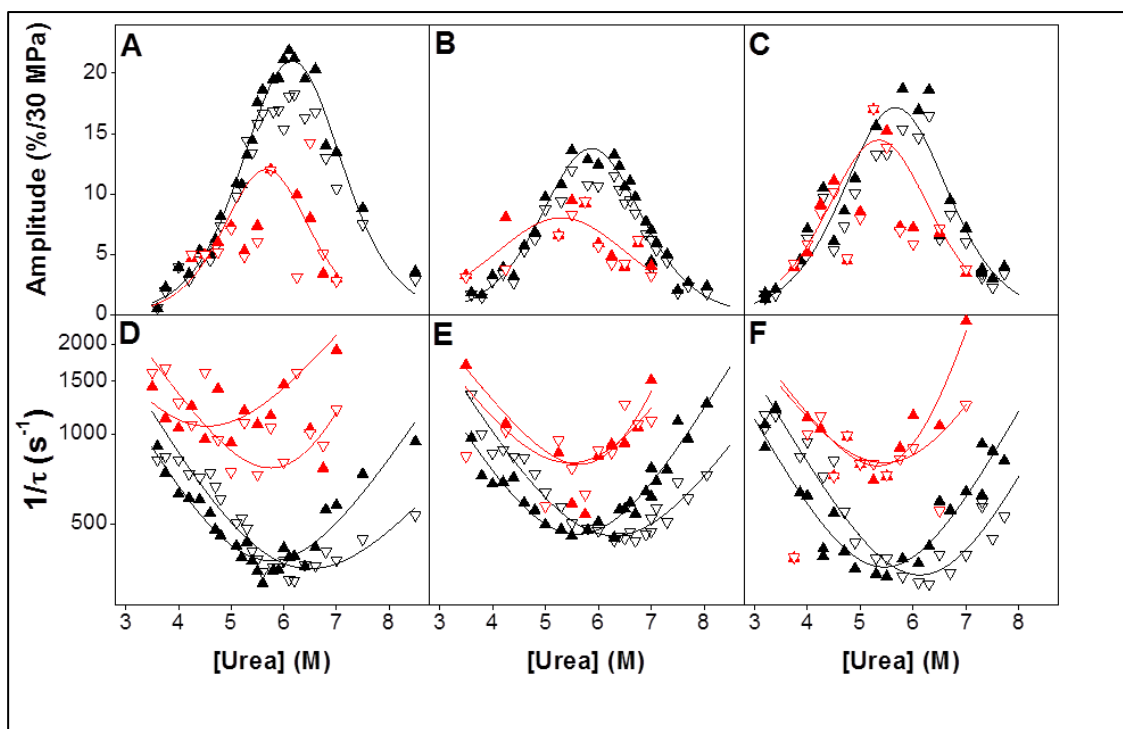 A B C
Amplitude (%/30 MPa)
20
15
10
5
0
D E F
1/τ (s⁻¹)
2000
1500
1000
500
3 4 5 6 7 8 3 4 5 6 7 8 3 4 5 6 7 8
[Urea] (M) [Urea] (M) [Urea] (M)